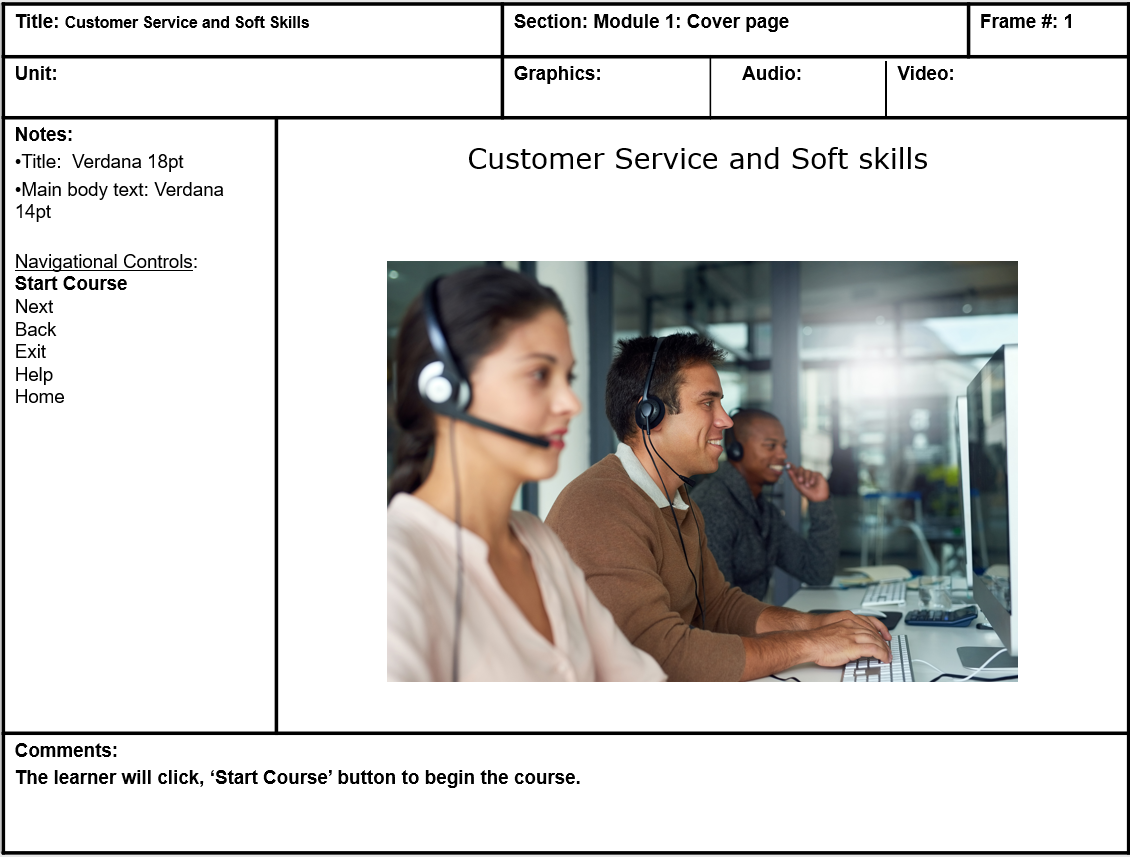 Title: Customer Service and Soft Skills
Section: Module 1: Cover page
Frame #: 1
Unit:
Graphics:
Audio:
Video:
Notes:
•Title:  Verdana 18pt
•Main body text: Verdana
14pt
Navigational Controls:
Start Course
Next
Back
Exit
Help
Home
Customer Service and Soft skills
Comments:
The learner will click, ‘Start Course’ button to begin the course.